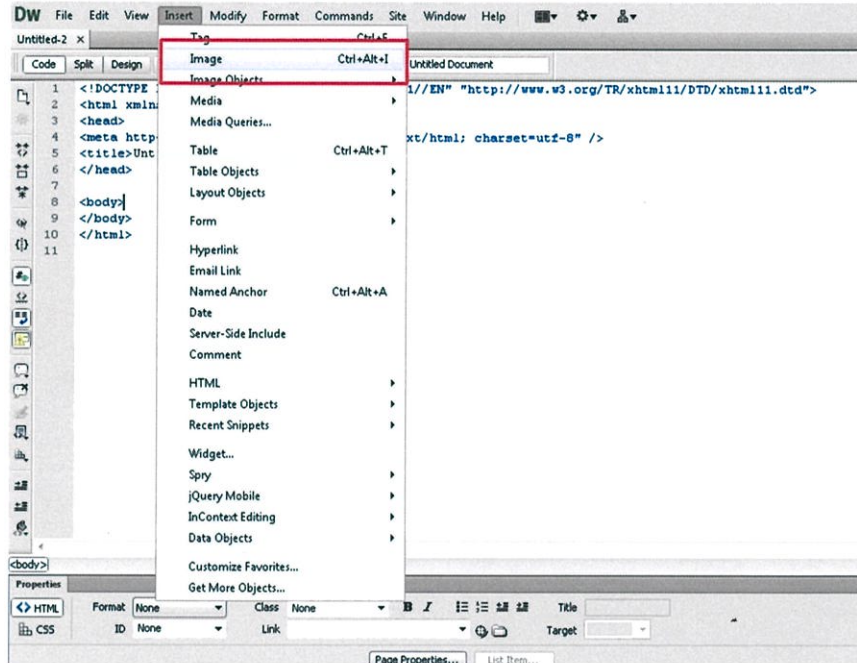 DW File Edit View Insert Modify Format Commands Site Window Help
Untitled-2 ×
Code Split Design
Untitled Document
Tag Ctrl+E
Image Ctrl+Alt+I
Image Objects
Media
Media Queries...
Table Ctrl+Alt+T
Table Objects
Layout Objects
Form
Hyperlink
Email Link
Named Anchor Ctrl+Alt+A
Date
Server-Side Include
Comment
HTML
Template Objects
Recent Snippets
Widget...
Spry
jQuery Mobile
InContext Editing
Data Objects
Customize Favorites...
Get More Objects...
1 <!DOCTYPE 1//EN" "http://www.w3.org/TR/xhtml11/DTD/xhtml11.dtd">
2 <html xmlns
3 <head>
4 <meta http- xt/html; charset=utf-8" />
5 <title>Unt
6 </head>
7
8 <body>
9 </body>
10 </html>
11
<body>
Properties
<> HTML Format None Class None B I Title
CSS ID None Link Target
Page Properties... List Item...